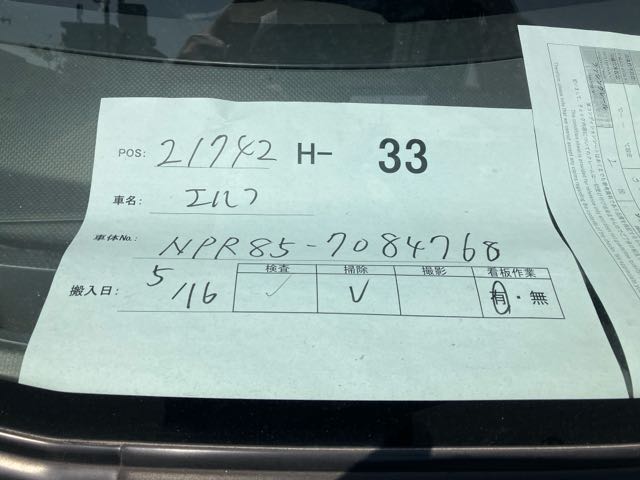 POS: 21742 H- 33
車名: エルフ
車体No.: NPR85-7084768
検査 掃除 撮影 看板作業
搬入日: 5/16 ✓ ✓ 有・無